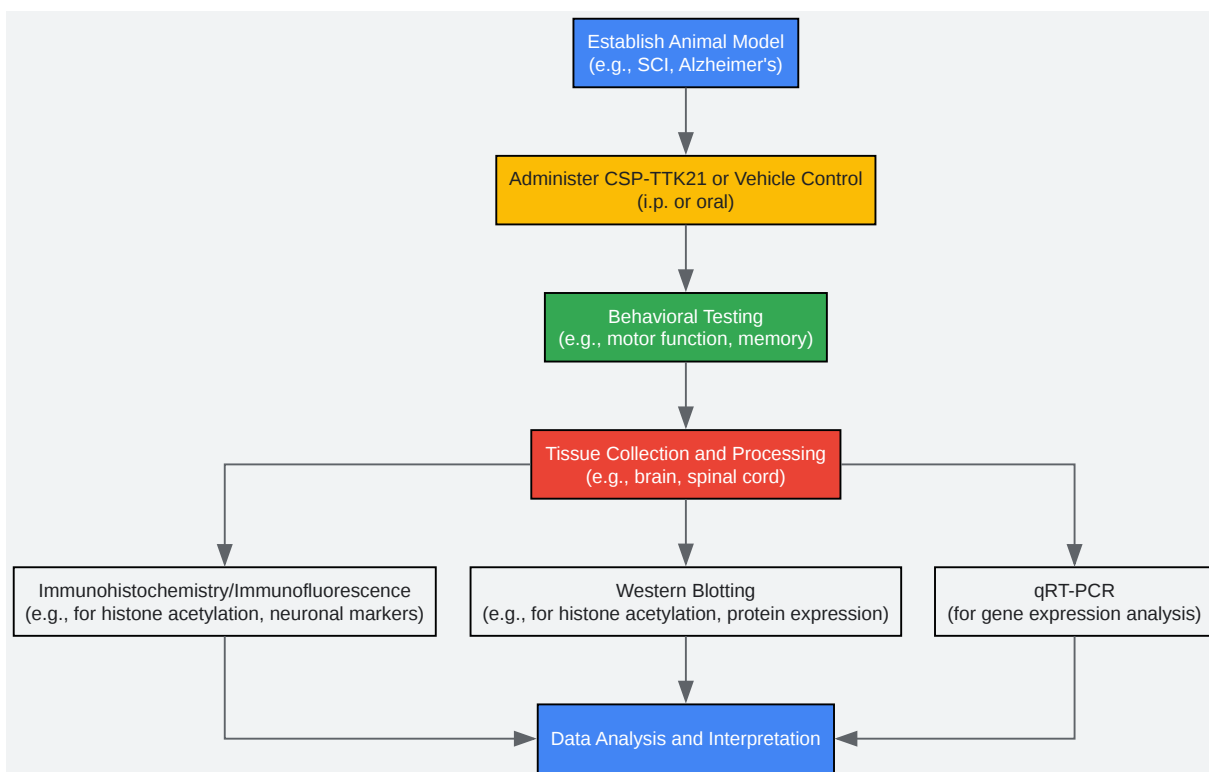 Establish Animal Model
(e.g., SCI, Alzheimer's)
Administer CSP-TTK21 or Vehicle Control
(i.p. or oral)
Behavioral Testing
(e.g., motor function, memory)
Tissue Collection and Processing
(e.g., brain, spinal cord)
Immunohistochemistry/Immunofluorescence
(e.g., for histone acetylation, neuronal markers)
Western Blotting
(e.g., for histone acetylation, protein expression)
qRT-PCR
(for gene expression analysis)
Data Analysis and Interpretation